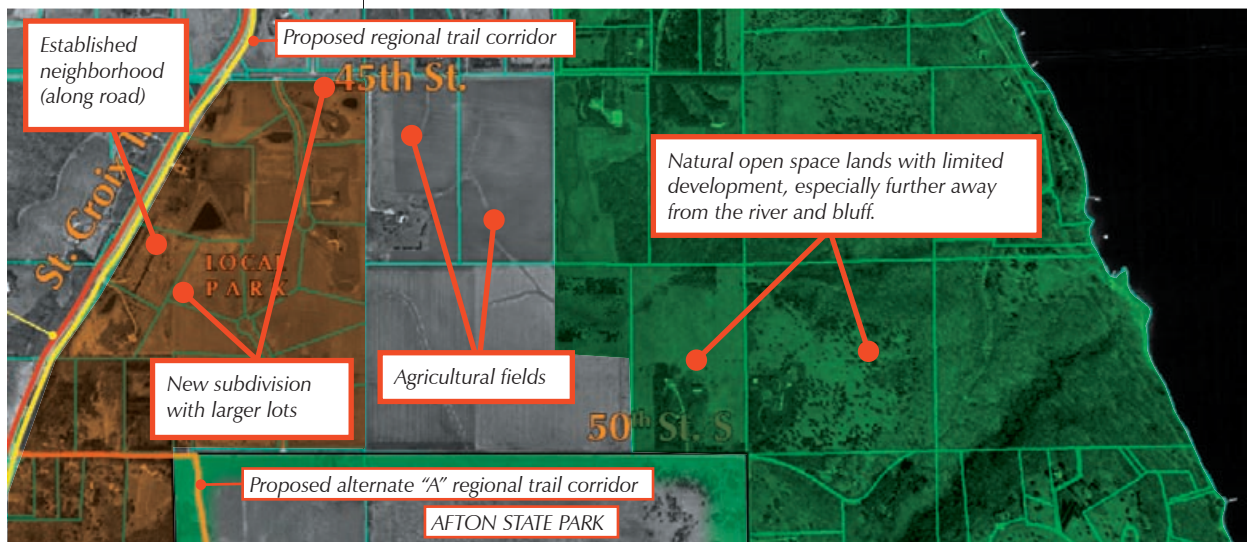 Established
neighborhood
(along road)
Proposed regional trail corridor
45th St.
St. Croix
LOCAL
PARK
Natural open space lands with limited
development, especially further away
from the river and bluff.
New subdivision
with larger lots
Agricultural fields
50th St. S
Proposed alternate “A” regional trail corridor
AFTON STATE PARK